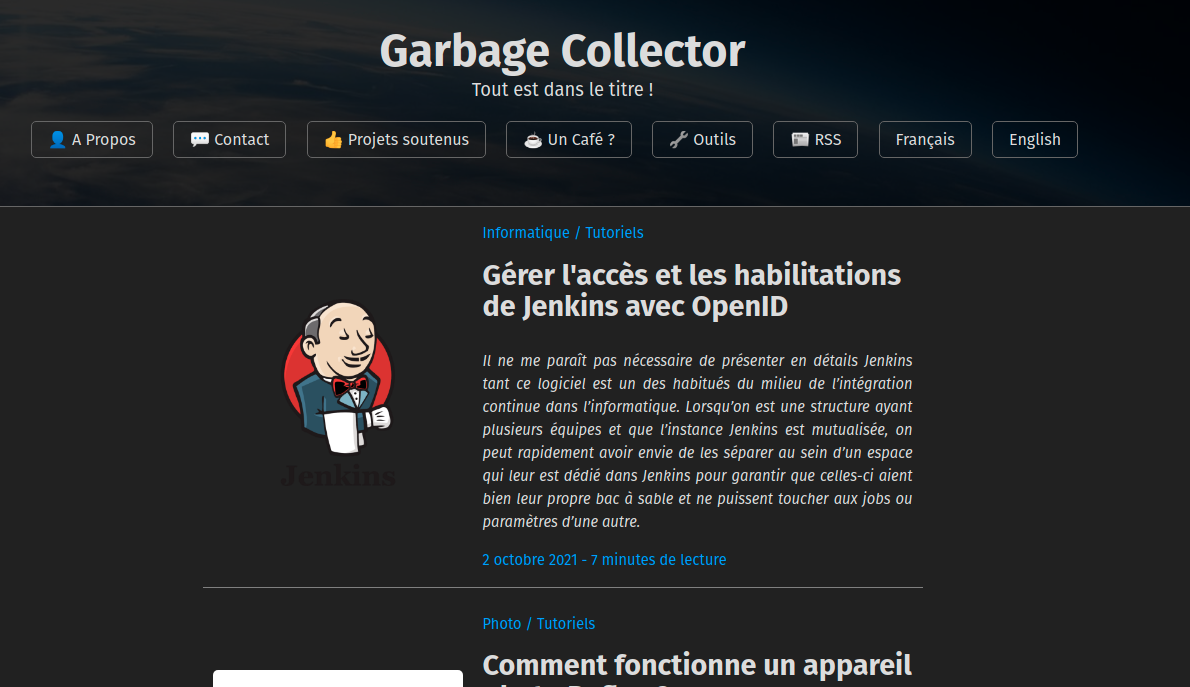 Garbage Collector
Tout est dans le titre !
A Propos
Contact
Projets soutenus
Un Café ?
Outils
RSS
Français
English
Informatique / Tutoriels
Gérer l'accès et les habilitations
de Jenkins avec OpenID
Il ne me paraît pas nécessaire de présenter en détails Jenkins
tant ce logiciel est un des habitués du milieu de l’intégration
continue dans l’informatique. Lorsqu’on est une structure ayant
plusieurs équipes et que l’instance Jenkins est mutualisée, on
peut rapidement avoir envie de les séparer au sein d’un espace
qui leur est dédié dans Jenkins pour garantir que celles-ci aient
bien leur propre bac à sable et ne puissent toucher aux jobs ou
paramètres d’une autre.
Jenkins
2 octobre 2021 - 7 minutes de lecture
Photo / Tutoriels
Comment fonctionne un appareil